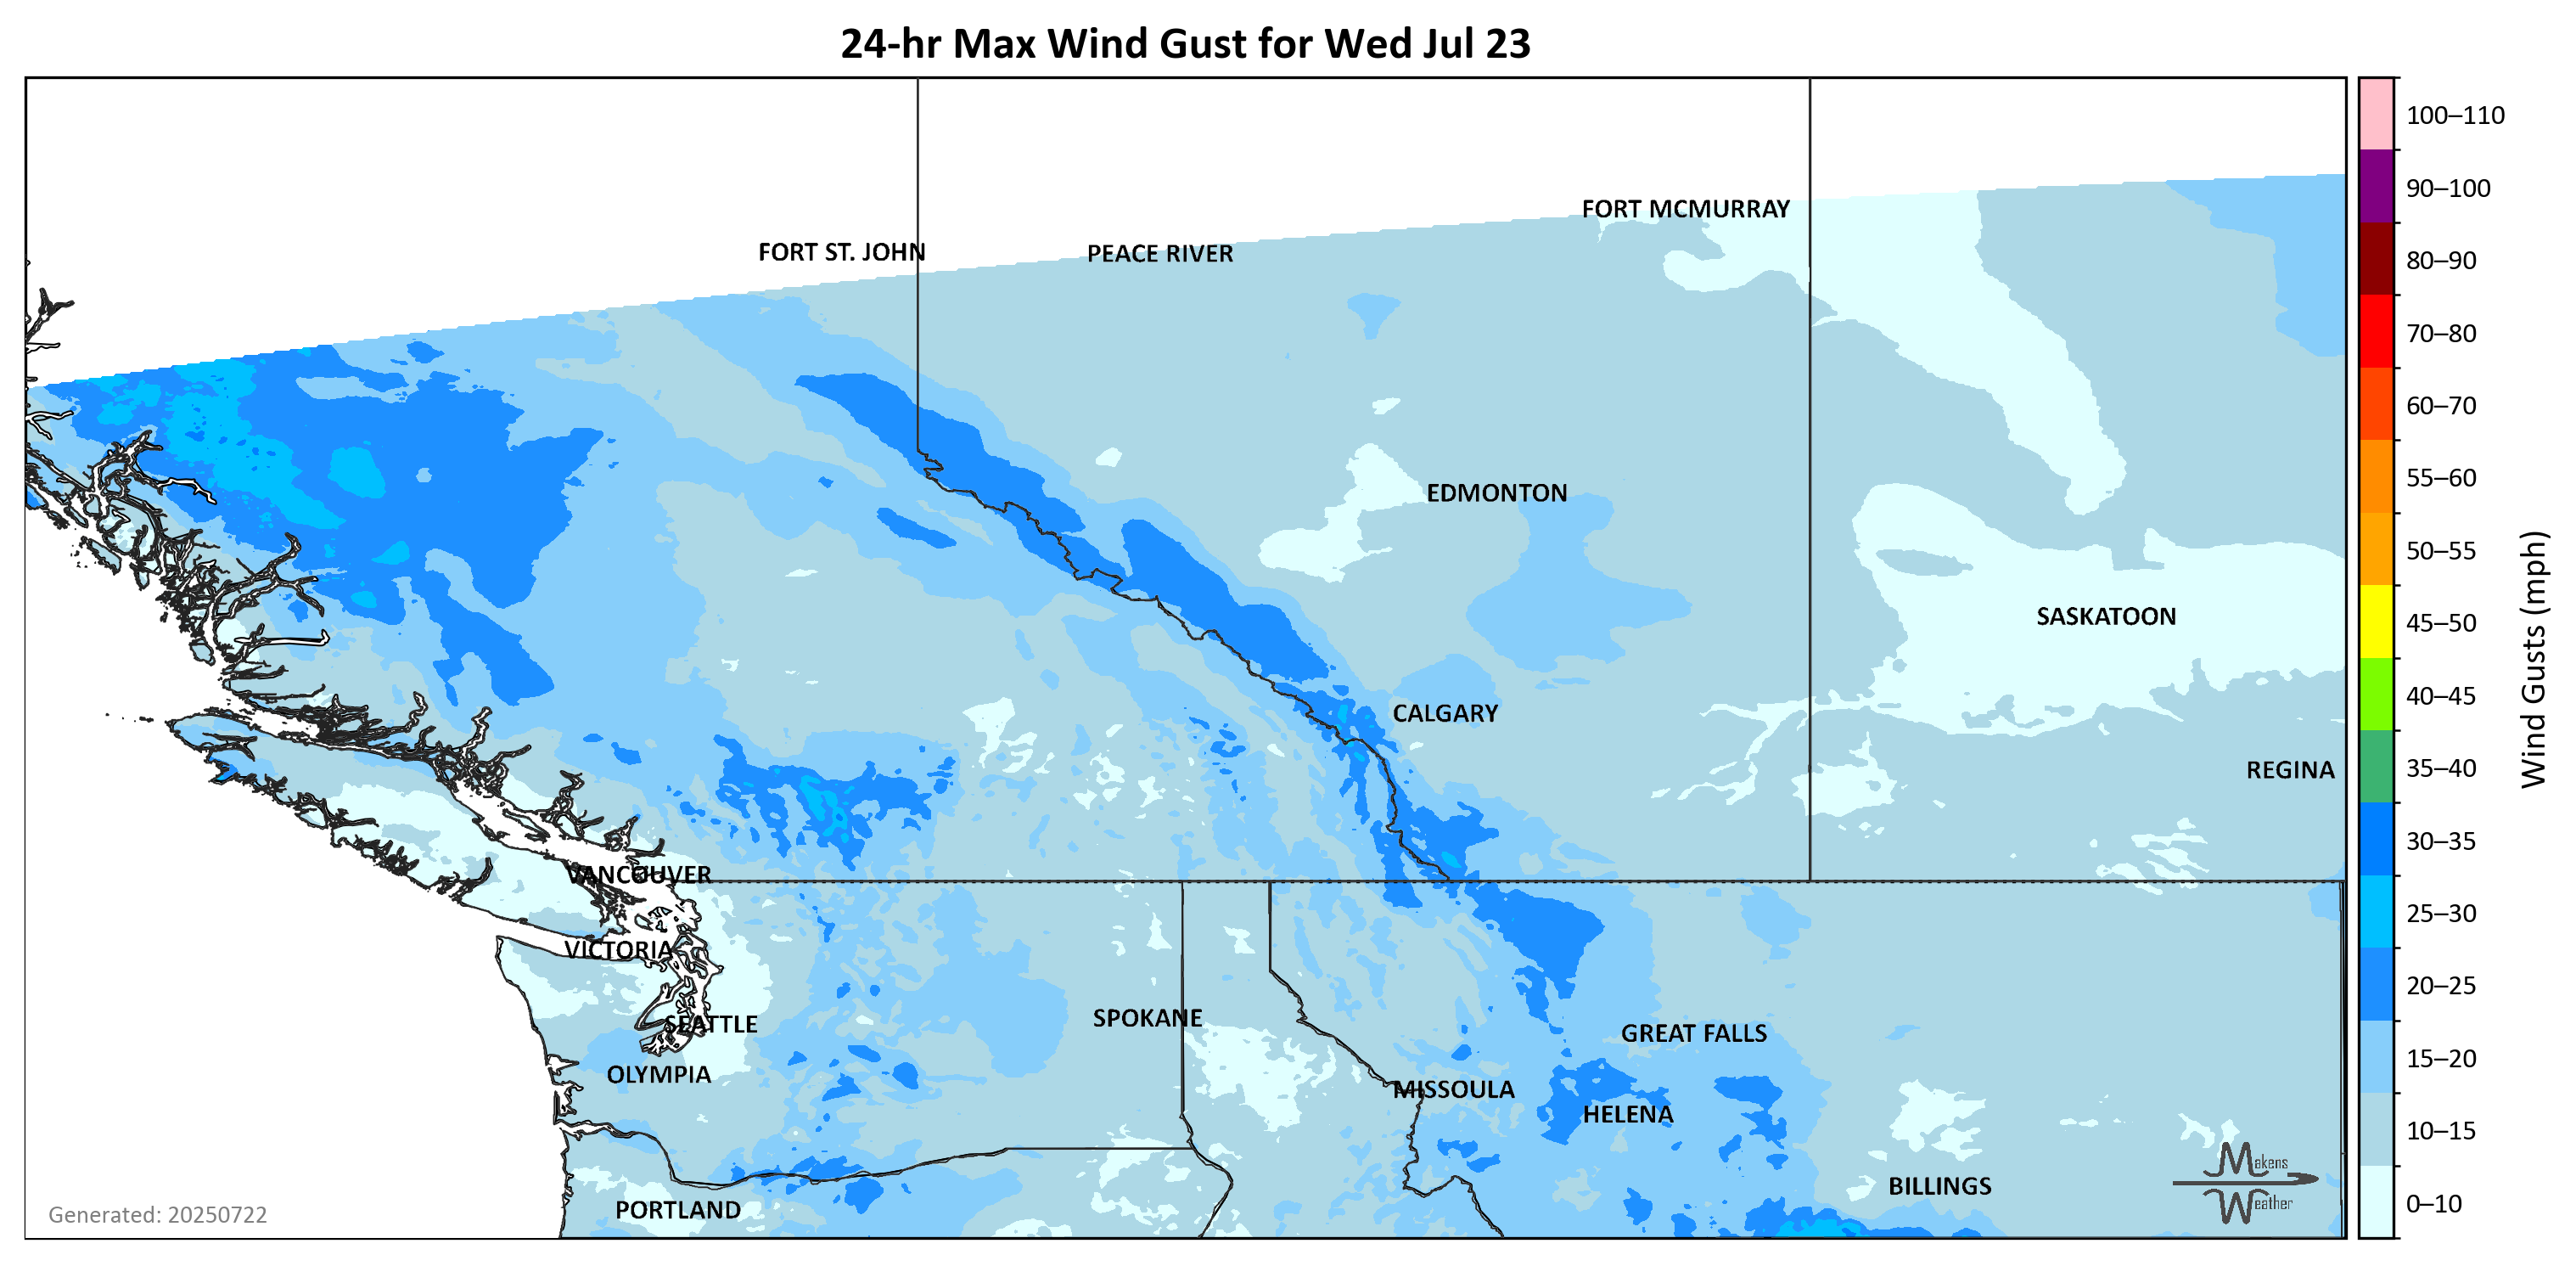 24-hr Max Wind Gust for Wed Jul 23
FORT MCMURRAY
FORT ST. JOHN
PEACE RIVER
EDMONTON
SASKATOON
CALGARY
REGINA
VANCOUVER
VICTORIA
SEATTLE
SPOKANE
GREAT FALLS
OLYMPIA
MISSOULA
HELENA
BILLINGS
PORTLAND
Makens
Weather
Generated: 20250722
100–110
90–100
80–90
70–80
60–70
55–60
50–55
45–50
40–45
35–40
30–35
25–30
20–25
15–20
10–15
0–10
Wind Gusts (mph)